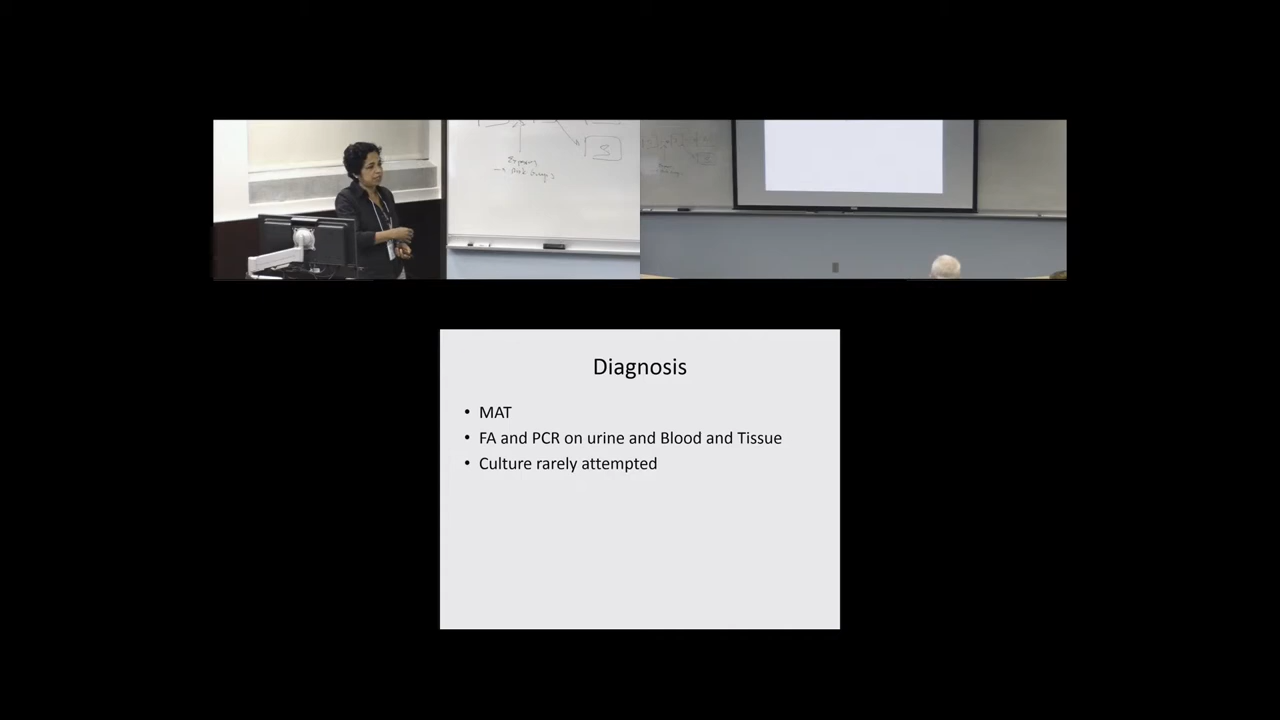 S
Diagnosis
• MAT
• FA and PCR on urine and Blood and Tissue
• Culture rarely attempted